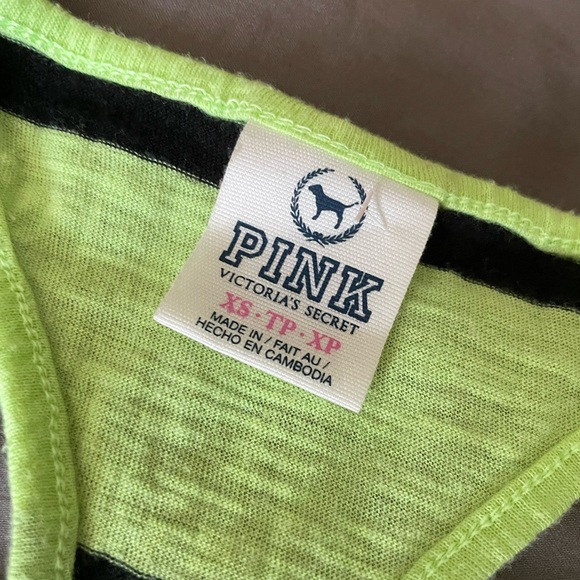 PINK
VICTORIA'S SECRET
XS·TP·XP
MADE IN / FAIT AU /
HECHO EN CAMBODIA